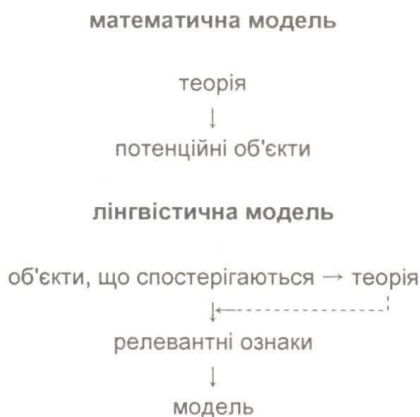 математична модель
теорія
↓
потенційні об'єкти
лінгвістична модель
об'єкти, що спостерігаються → теорія
↓
релевантні ознаки
↓
модель